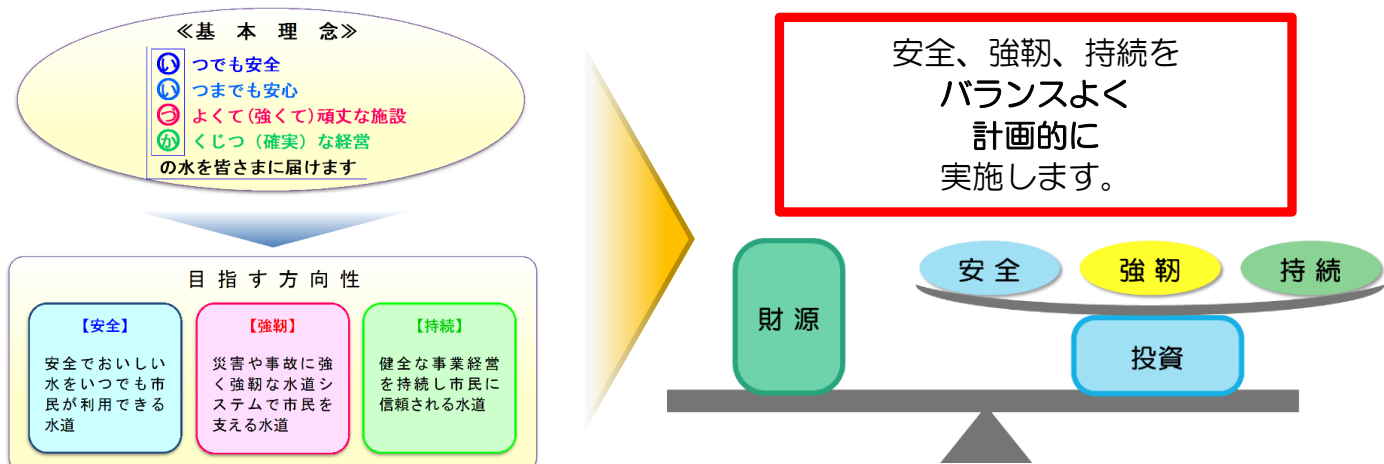 ≪基本理念≫
いつでも安全
いつまでも安心
つよくて(強くて)頑丈な施設
かくじつ（確実）な経営
の水を皆さまに届けます
目指す方向性
【安全】
安全でおいしい
水をいつでも市
民が利用できる
水道
【強靭】
災害や事故に強
く強靭な水道シ
ステムで市民を
支える水道
【持続】
健全な事業経営
を持続し市民に
信頼される水道
安全、強靭、持続を
バランスよく
計画的に
実施します。
財源
安全
強靭
持続
投資